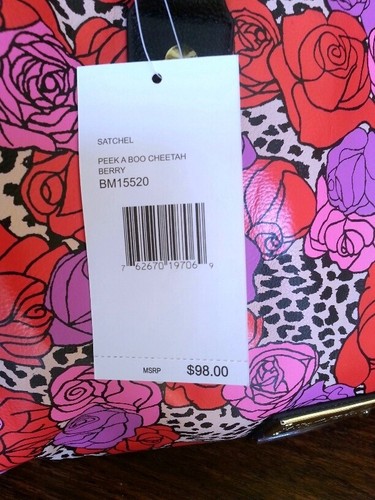 SATCHEL
PEEK A BOO CHEETAH
BERRY
BM15520
7 62670 19706 9
MSRP $98.00